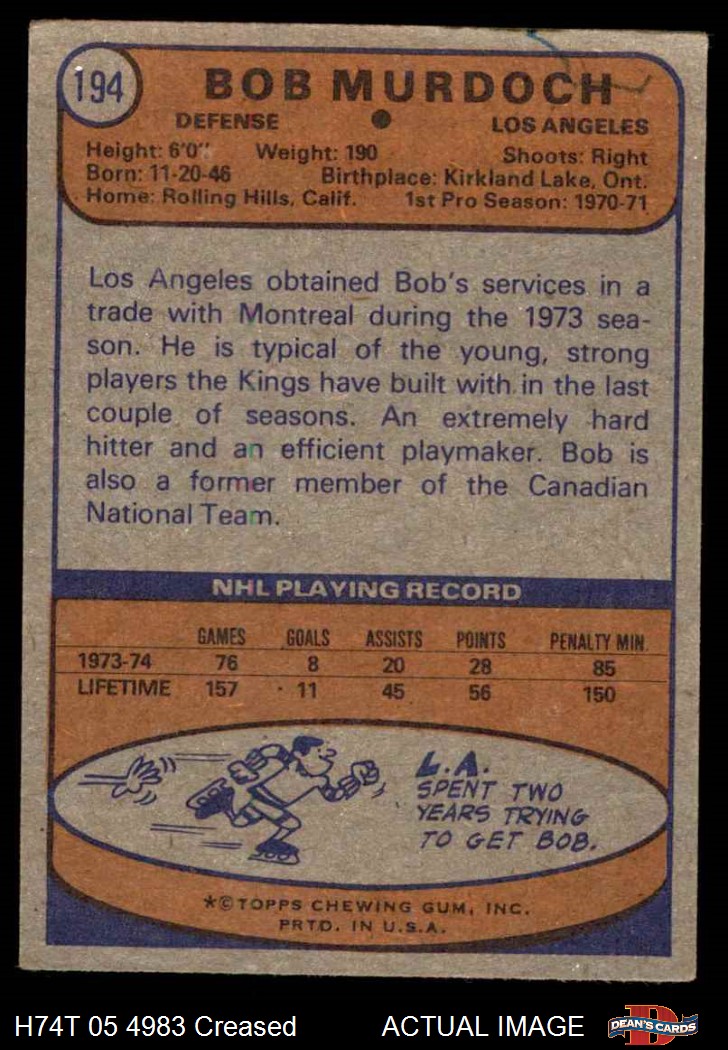 194
BOB MURDOCH
DEFENSE • LOS ANGELES
Height: 6'0" Weight: 190 Shoots: Right
Born: 11-20-46 Birthplace: Kirkland Lake, Ont.
Home: Rolling Hills, Calif. 1st Pro Season: 1970-71
Los Angeles obtained Bob's services in a
trade with Montreal during the 1973 sea-
son. He is typical of the young, strong
players the Kings have built with in the last
couple of seasons. An extremely hard
hitter and an efficient playmaker. Bob is
also a former member of the Canadian
National Team.
NHL PLAYING RECORD
GAMES GOALS ASSISTS POINTS PENALTY MIN.
1973-74 76 8 20 28 85
LIFETIME 157 11 45 56 150
L.A.
SPENT TWO
YEARS TRYING
TO GET BOB.
*©TOPPS CHEWING GUM, INC.
PRTD. IN U.S.A.
H74T 05 4983 Creased ACTUAL IMAGE
D
DEAN'S CARDS